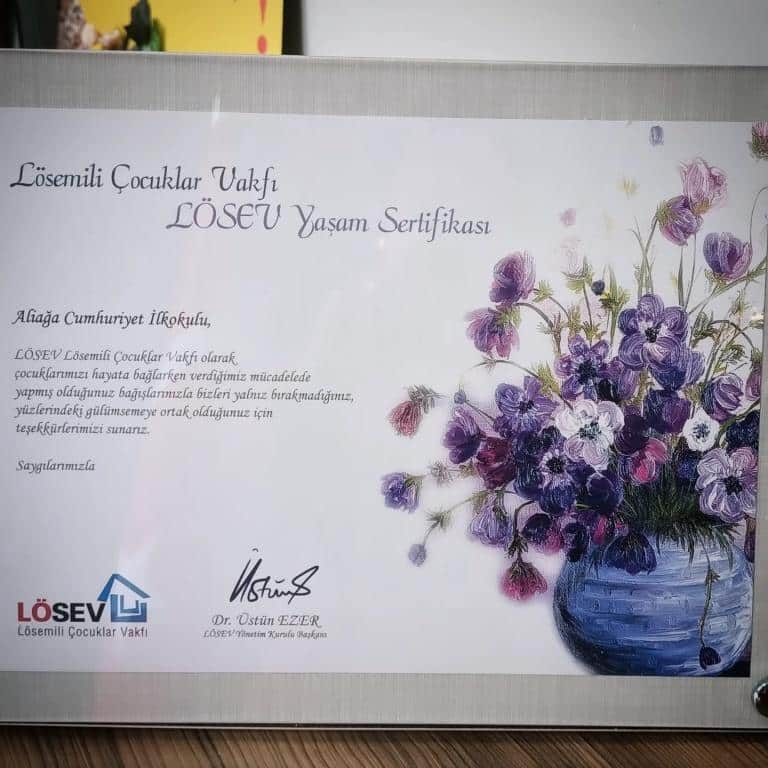 Lösemili Çocuklar Vakfı
LÖSEV Yaşam Sertifikası
Aliağa Cumhuriyet İlkokulu,
LÖSEV Lösemili Çocuklar Vakfı olarak
çocuklarımızı hayata bağlarken verdiğimiz mücadelede
yapmış olduğunuz bağışlarınızla bizleri yalnız bırakmadığınız,
yüzlerindeki gülümsemeye ortak olduğunuz için
teşekkürlerimizi sunarız.
Saygılarımızla
LÖSEV
Lösemili Çocuklar Vakfı
Dr. Üstün EZER
LÖSEV Yönetim Kurulu Başkanı